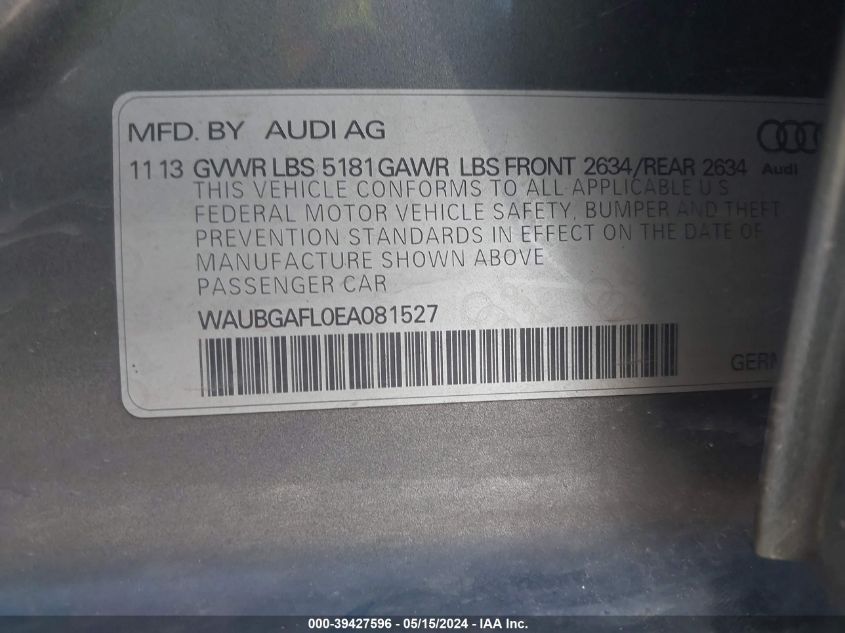 MFD. BY AUDI AG
11 13 GVWR LBS 5181 GAWR LBS FRONT 2634/REAR 2634 Audi
THIS VEHICLE CONFORMS TO ALL APPLICABLE U S
FEDERAL MOTOR VEHICLE SAFETY, BUMPER AND THEFT
PREVENTION STANDARDS IN EFFECT ON THE DATE OF
MANUFACTURE SHOWN ABOVE
PASSENGER CAR
WAUBGAFL0EA081527
GERM
000-39427596 - 05/15/2024 - IAA Inc.